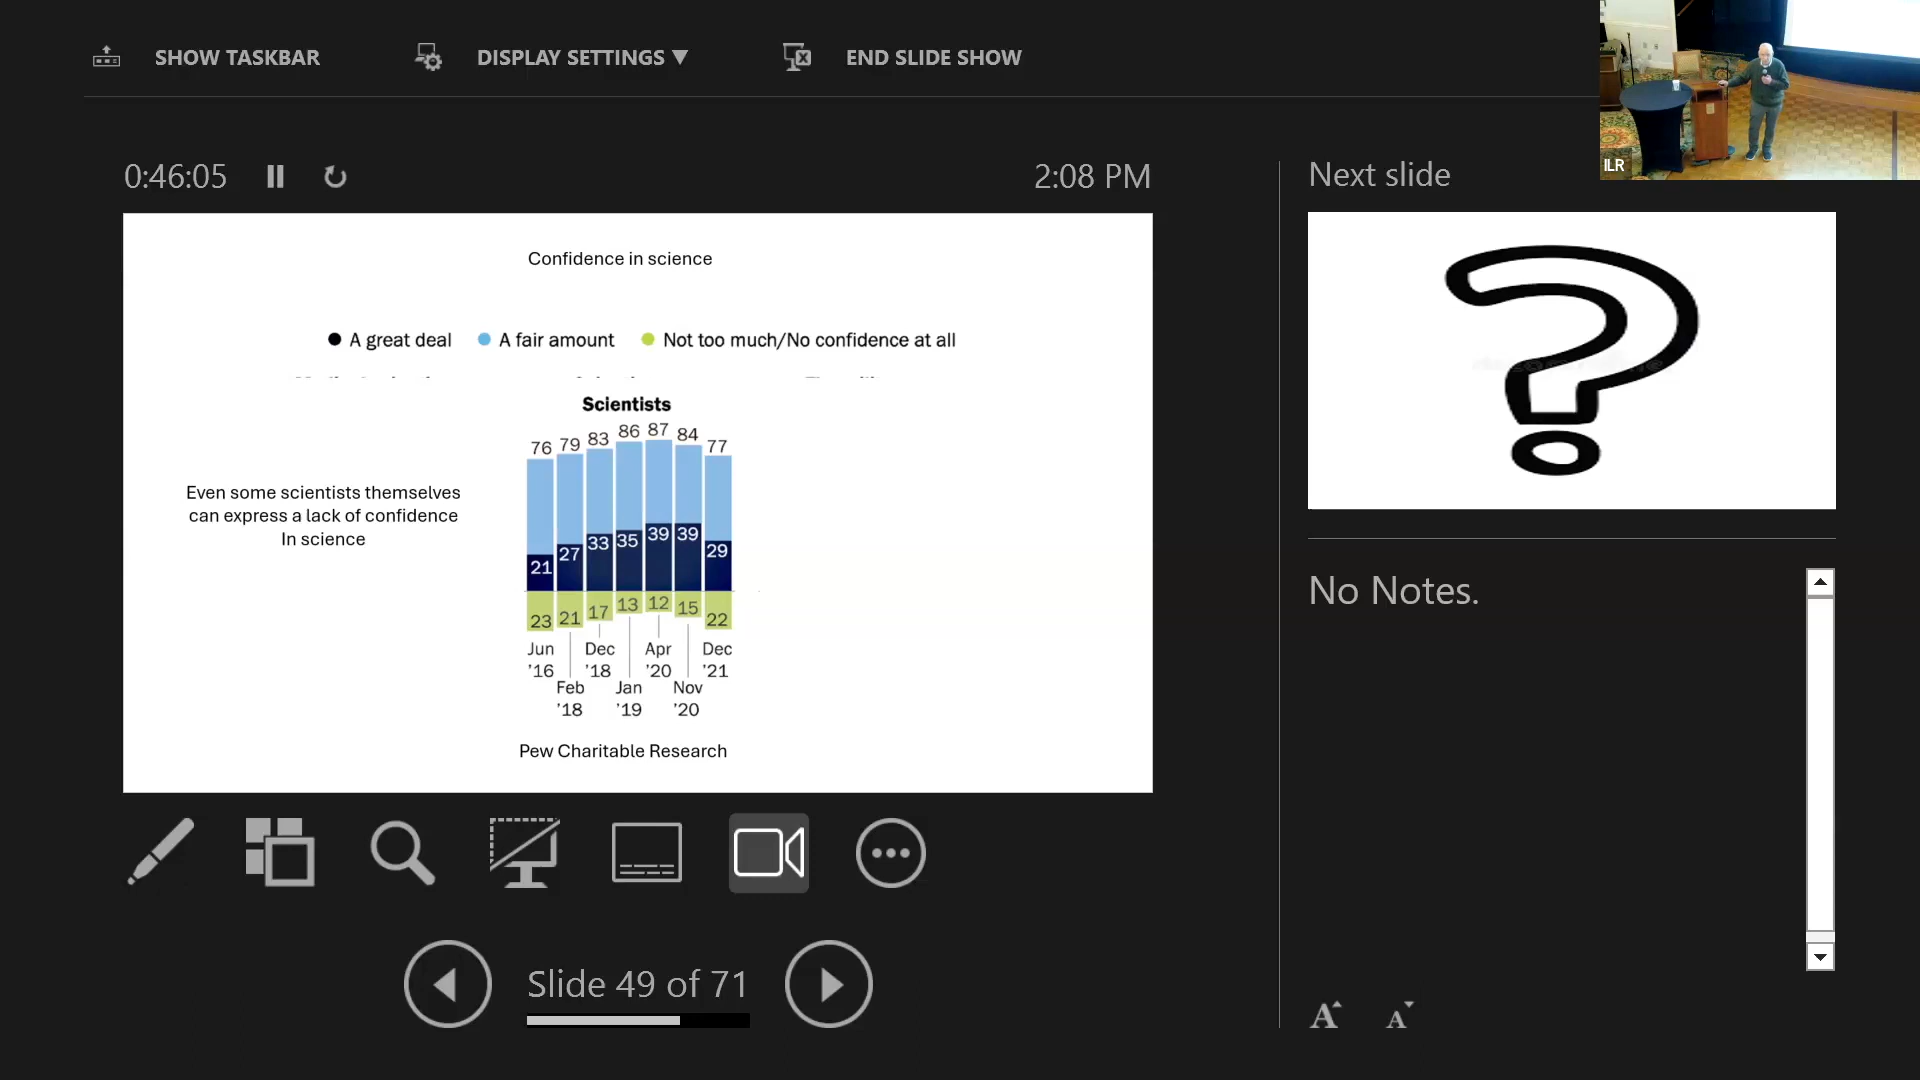 SHOW TASKBAR
DISPLAY SETTINGS ▼
END SLIDE SHOW
ILR
0:46:05
2:08 PM
Next slide
Confidence in science
A great deal
A fair amount
Not too much/No confidence at all
Scientists
76 79 83 86 87 84 77
21 27 33 35 39 39 29
23 21 17 13 12 15 22
Jun Dec Apr Dec
'16 '18 '20 '21
Feb Jan Nov
'18 '19 '20
Even some scientists themselves
can express a lack of confidence
In science
Pew Charitable Research
No Notes.
Slide 49 of 71
A A